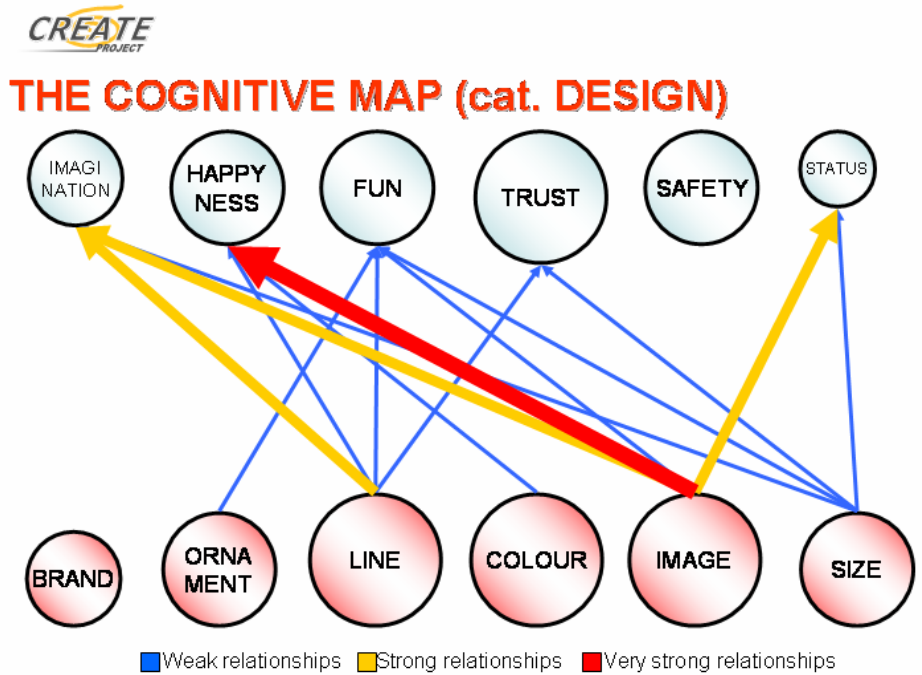 CREATE
PROJECT
THE COGNITIVE MAP (cat. DESIGN)
IMAGI
NATION
HAPPY
NESS
FUN
TRUST
SAFETY
STATUS
BRAND
ORNA
MENT
LINE
COLOUR
IMAGE
SIZE
Weak relationships
Strong relationships
Very strong relationships